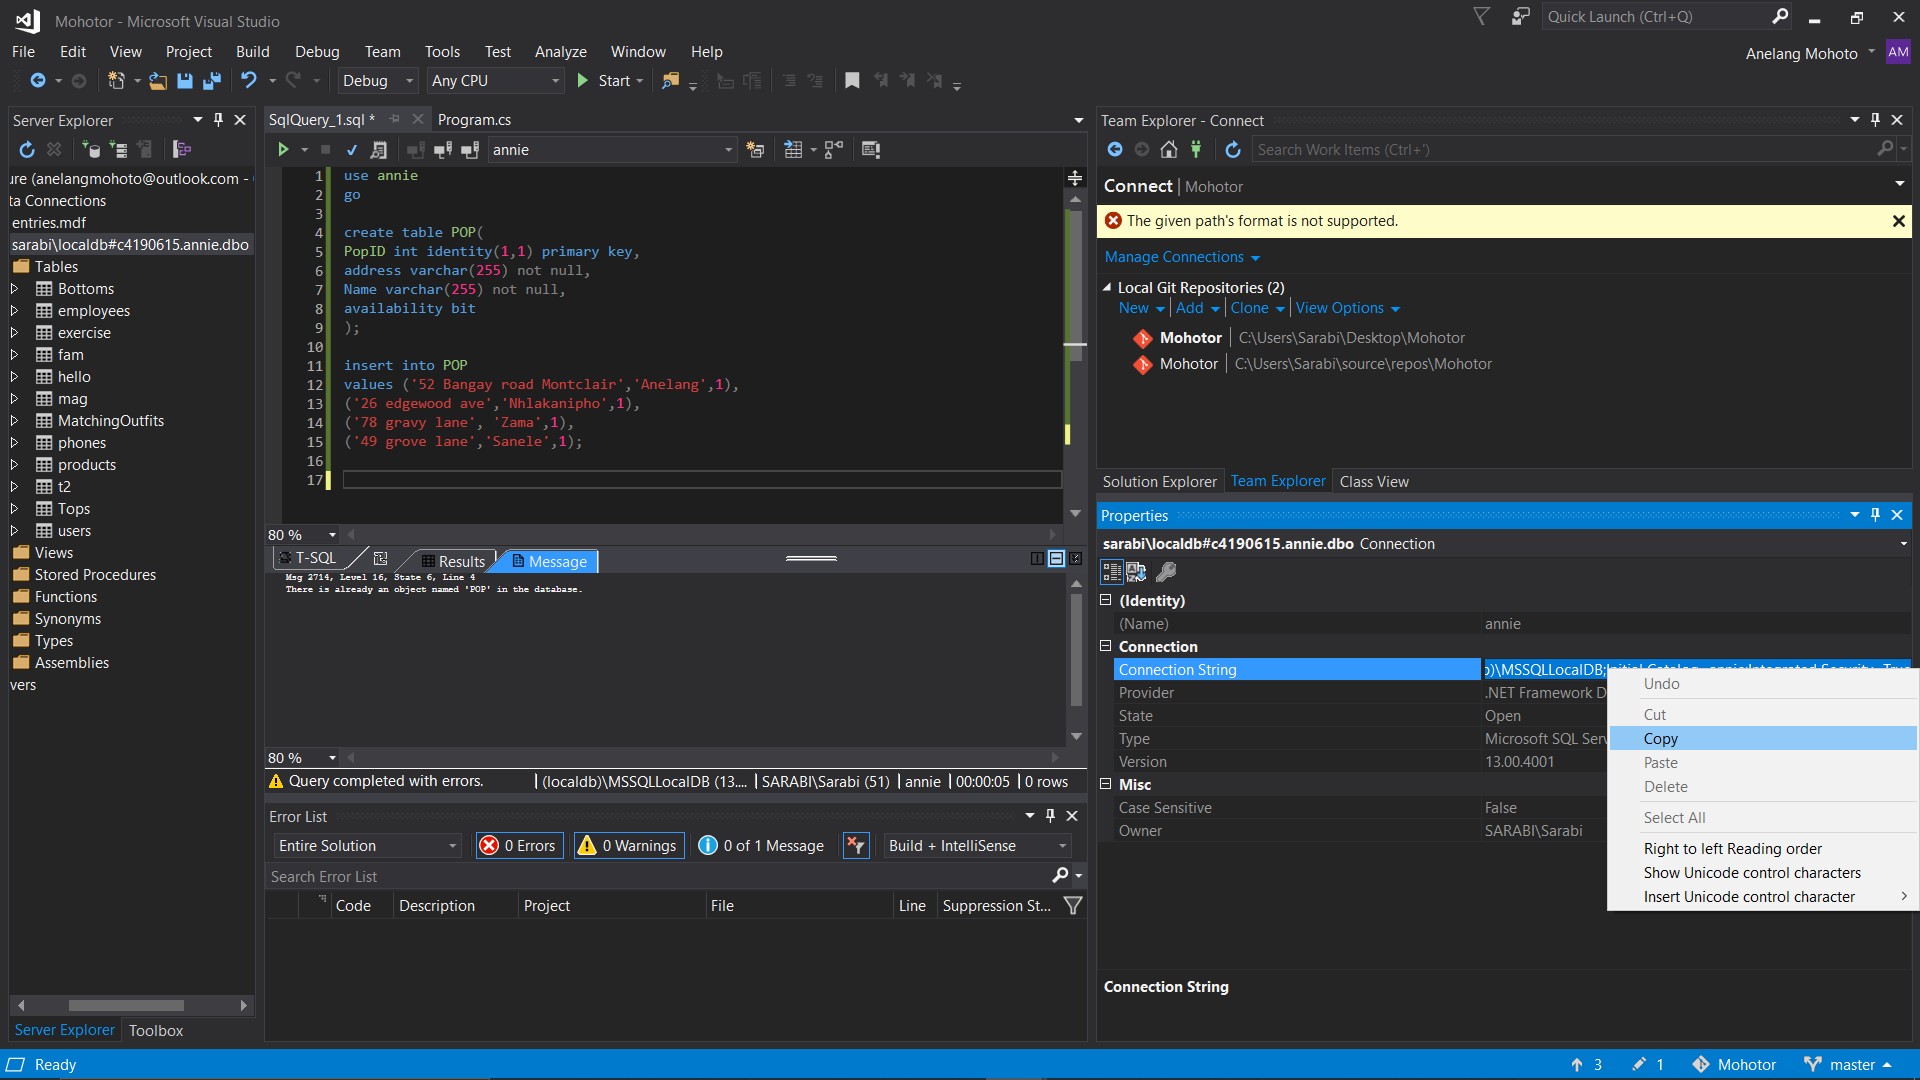 Mohotor - Microsoft Visual Studio
Quick Launch (Ctrl+Q)
File Edit View Project Build Debug Team Tools Test Analyze Window Help
Anelang Mohoto AM
Debug Any CPU Start
Server Explorer
ure (anelangmohoto@outlook.com -
ta Connections
entries.mdf
sarabi\localdb#c4190615.annie.dbo
Tables
Bottoms
employees
exercise
fam
hello
mag
MatchingOutfits
phones
products
t2
Tops
users
Views
Stored Procedures
Functions
Synonyms
Types
Assemblies
vers
Server Explorer Toolbox
SqlQuery_1.sql * Program.cs
annie
1 use annie
2 go
3
4 create table POP(
5 PopID int identity(1,1) primary key,
6 address varchar(255) not null,
7 Name varchar(255) not null,
8 availability bit
9 );
10
11 insert into POP
12 values ('52 Bangay road Montclair','Anelang',1),
13 ('26 edgewood ave','Nhlakanipho',1),
14 ('78 gravy lane', 'Zama',1),
15 ('49 grove lane','Sanele',1);
16
17
80 %
T-SQL Results Message
Msg 2714, Level 16, State 6, Line 4
There is already an object named 'POP' in the database.
80 %
Query completed with errors. (localdb)\MSSQLLocalDB (13.... SARABI\Sarabi (51) annie 00:00:05 0 rows
Error List
Entire Solution 0 Errors 0 Warnings 0 of 1 Message Build + IntelliSense
Search Error List
Code Description Project File Line Suppression St...
Team Explorer - Connect
Search Work Items (Ctrl+')
Connect | Mohotor
The given path's format is not supported.
Manage Connections
Local Git Repositories (2)
New Add Clone View Options
Mohotor C:\Users\Sarabi\Desktop\Mohotor
Mohotor C:\Users\Sarabi\source\repos\Mohotor
Solution Explorer Team Explorer Class View
Properties
sarabi\localdb#c4190615.annie.dbo Connection
(Identity)
(Name) annie
Connection
Connection String b)\MSSQLLocalDB;Initial Catalog=annie;Integrated Security=True
Provider .NET Framework D
State Open
Type Microsoft SQL Serv
Version 13.00.4001
Misc
Case Sensitive False
Owner SARABI\Sarabi
Undo
Cut
Copy
Paste
Delete
Select All
Right to left Reading order
Show Unicode control characters
Insert Unicode control character
Connection String
Ready 3 1 Mohotor master